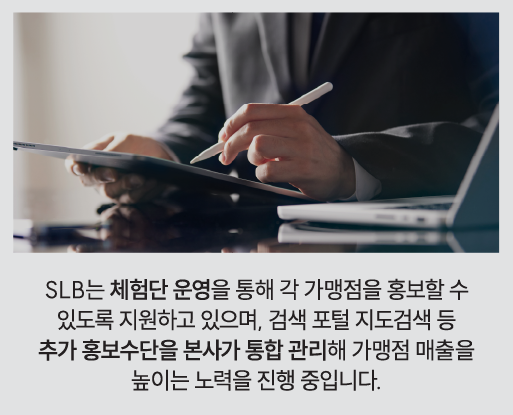 SLB는 체험단 운영을 통해 각 가맹점을 홍보할 수
있도록 지원하고 있으며, 검색 포털 지도검색 등
추가 홍보수단을 본사가 통합 관리해 가맹점 매출을
높이는 노력을 진행 중입니다.